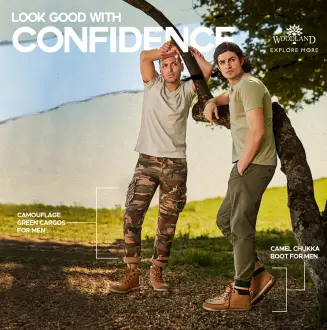 LOOK GOOD WITH
CONFIDENCE
WOODLAND
EXPLORE MORE
CAMOUFLAGE
GREEN CARGOS
FOR MEN
CAMEL CHUKKA
BOOT FOR MEN